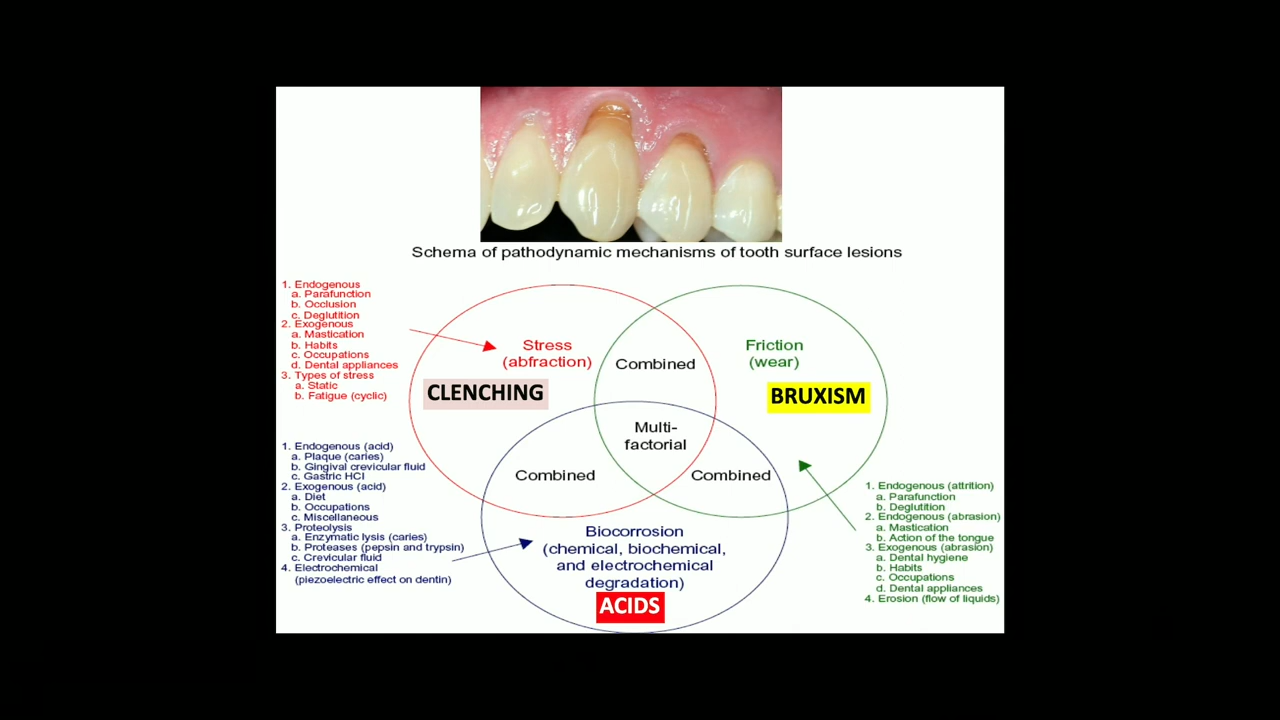 Schema of pathodynamic mechanisms of tooth surface lesions
1. Endogenous
a. Parafunction
b. Occlusion
c. Deglutition
2. Exogenous
a. Mastication
b. Habits
c. Occupations
d. Dental appliances
3. Types of stress
a. Static
b. Fatigue (cyclic)
Stress
(abfraction)
CLENCHING
Combined
Friction
(wear)
BRUXISM
Multi-
factorial
Combined
Combined
1. Endogenous (acid)
a. Plaque (caries)
b. Gingival crevicular fluid
c. Gastric HCl
2. Exogenous (acid)
a. Diet
b. Occupations
c. Miscellaneous
3. Proteolysis
a. Enzymatic lysis (caries)
b. Proteases (pepsin and trypsin)
c. Crevicular fluid
4. Electrochemical
(piezoelectric effect on dentin)
Biocorrosion
(chemical, biochemical,
and electrochemical
degradation)
ACIDS
1. Endogenous (attrition)
a. Parafunction
b. Deglutition
2. Endogenous (abrasion)
a. Mastication
b. Action of the tongue
3. Exogenous (abrasion)
a. Dental hygiene
b. Habits
c. Occupations
d. Dental appliances
4. Erosion (flow of liquids)